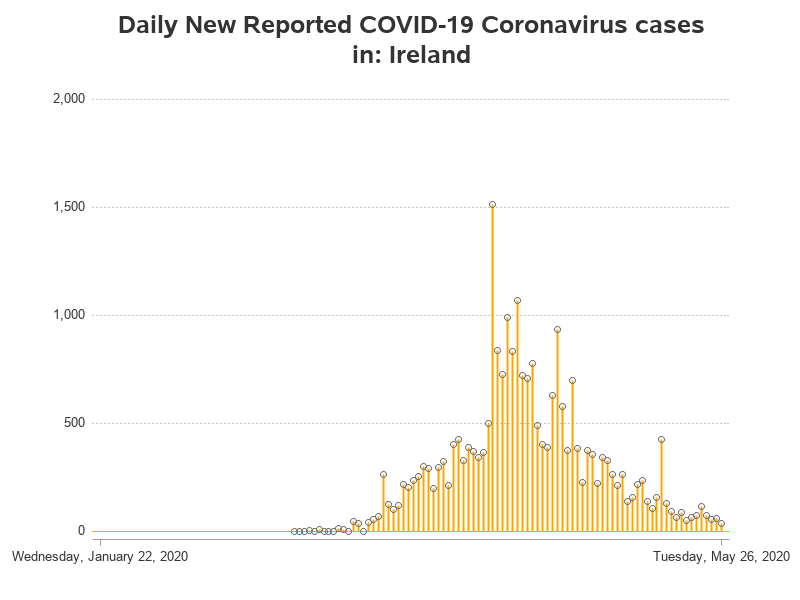 Daily New Reported COVID-19 Coronavirus cases
in: Ireland
2,000
1,500
1,000
500
0
Wednesday, January 22, 2020
Tuesday, May 26, 2020